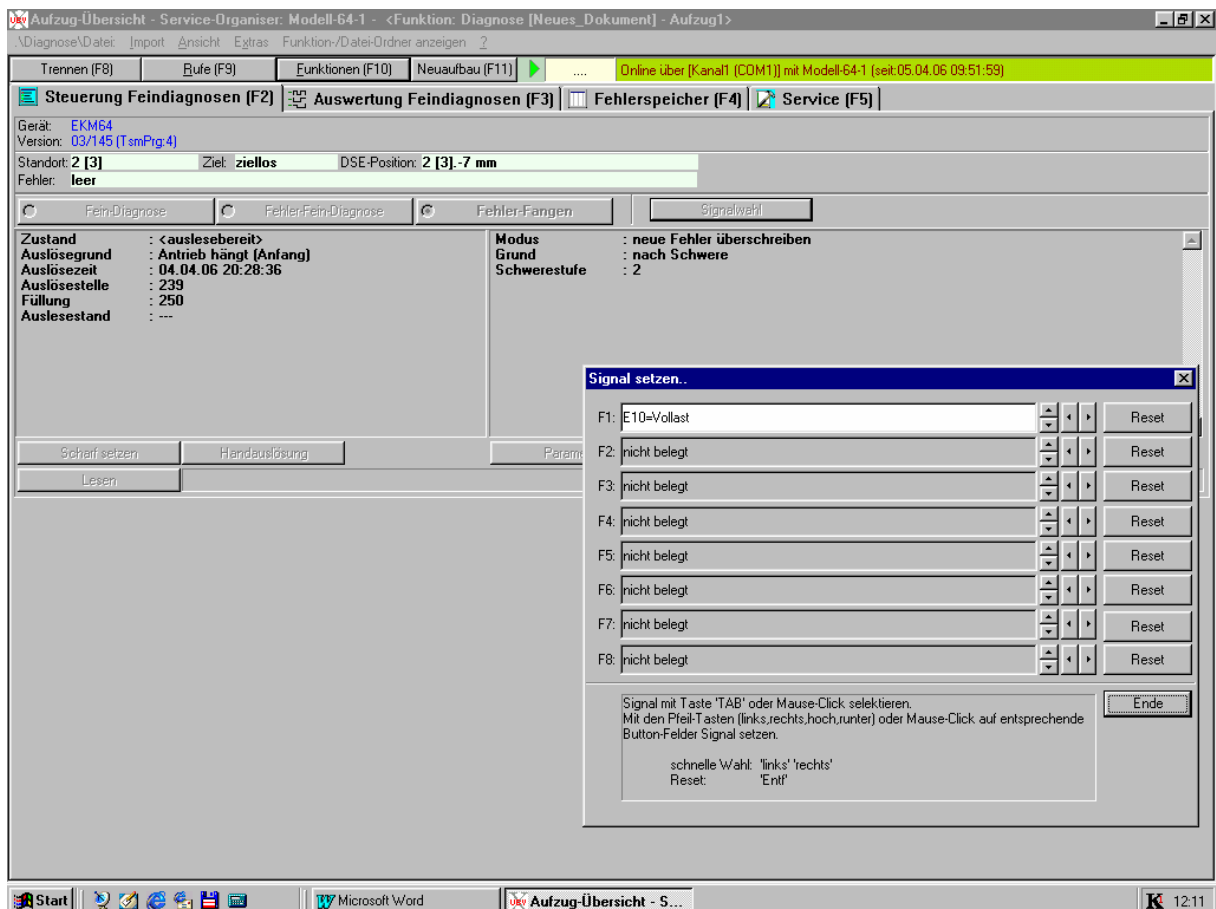 Aufzug-Übersicht - Service-Organiser: Modell-64-1 - <Funktion: Diagnose [Neues_Dokument] - Aufzug1>
.\Diagnose\Datei: Import Ansicht Extras Funktion-/Datei-Ordner anzeigen ?
Trennen (F8) Rufe (F9) Funktionen (F10) Neuaufbau (F11) .... Online über [Kanal1 (COM1)] mit Modell-64-1 (seit:05.04.06 09:51:59)
Steuerung Feindiagnosen (F2) Auswertung Feindiagnosen (F3) Fehlerspeicher (F4) Service (F5)
Gerät: EKM64
Version: 03/145 (TsmPrg:4)
Standort: 2 [3] Ziel: ziellos DSE-Position: 2 [3].-7 mm
Fehler: leer
Fein-Diagnose Fehler-Fein-Diagnose Fehler-Fangen Signalwahl
Zustand : <auslesebereit> Modus : neue Fehler überschreiben
Auslösegrund : Antrieb hängt (Anfang) Grund : nach Schwere
Auslösezeit : 04.04.06 20:28:36 Schwerestufe : 2
Auslösestelle : 239
Füllung : 250
Auslesestand : ---
Signal setzen..
F1: E10=Vollast Reset
Scharf setzen Handauslösung Parame
F2: nicht belegt Reset
Lesen
F3: nicht belegt Reset
F4: nicht belegt Reset
F5: nicht belegt Reset
F6: nicht belegt Reset
F7: nicht belegt Reset
F8: nicht belegt Reset
Signal mit Taste 'TAB' oder Mause-Click selektieren. Ende
Mit den Pfeil-Tasten (links,rechts,hoch,runter) oder Mause-Click auf entsprechende
Button-Felder Signal setzen.
schnelle Wahl: 'links' 'rechts'
Reset: 'Entf'
Start Microsoft Word Aufzug-Übersicht - S... 12:11